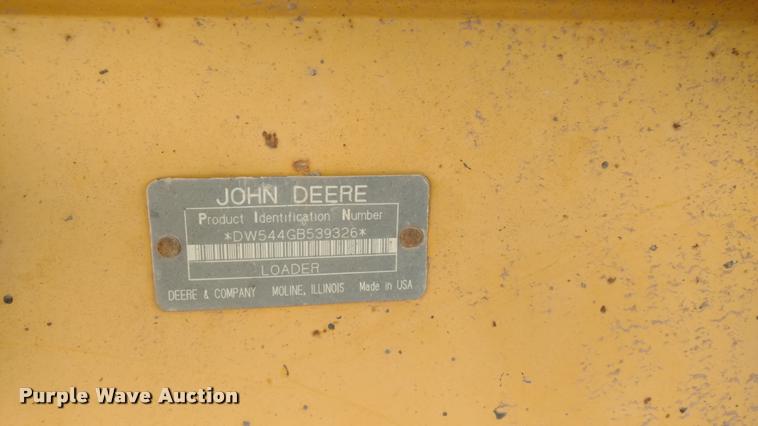 JOHN DEERE
Product Identification Number
*DW544GB539326*
LOADER
DEERE & COMPANY MOLINE, ILLINOIS Made in USA
Purple Wave Auction